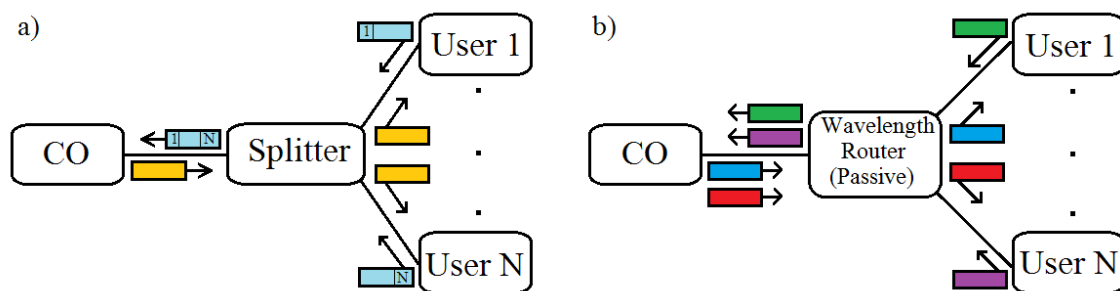 a)
1
User 1
1 N
CO
Splitter
N
User N
b)
User 1
CO
Wavelength
Router
(Passive)
User N